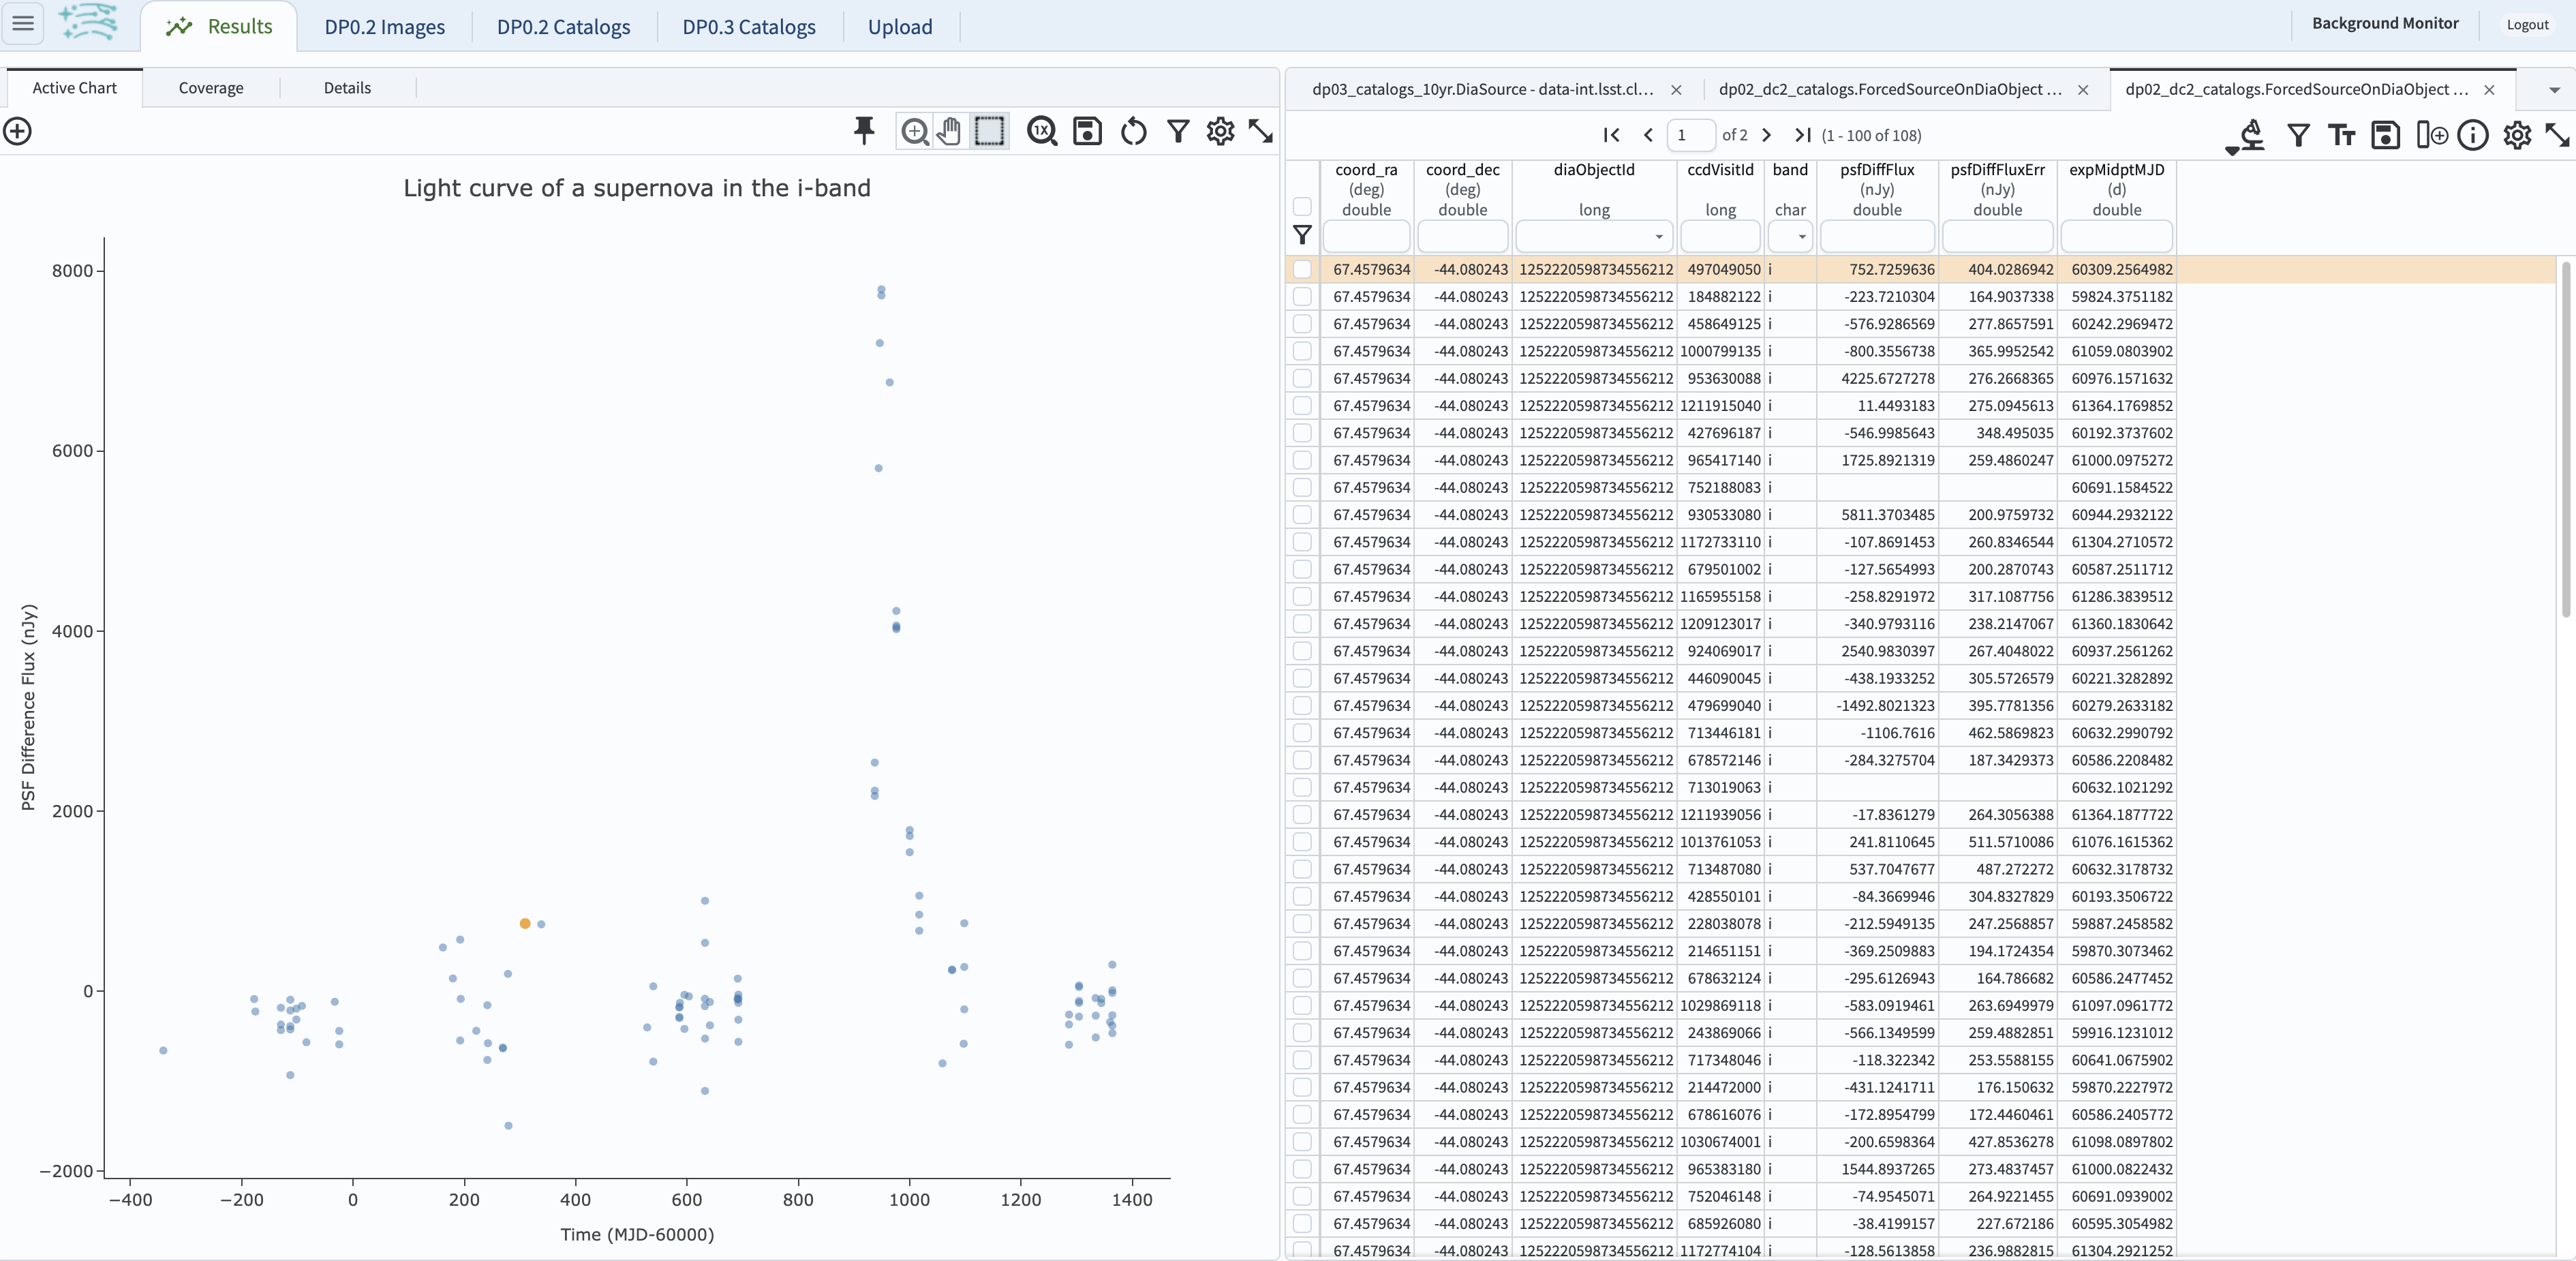 Results
DP0.2 Images
DP0.2 Catalogs
DP0.3 Catalogs
Upload
Background Monitor
Logout
Active Chart
Coverage
Details
1X
Light curve of a supernova in the i-band
PSF Difference Flux (nJy)
8000
6000
4000
2000
0
−2000
−400
−200
0
200
400
600
800
1000
1200
1400
Time (MJD-60000)
dp03_catalogs_10yr.DiaSource - data-int.lsst.cl...
dp02_dc2_catalogs.ForcedSourceOnDiaObject ...
dp02_dc2_catalogs.ForcedSourceOnDiaObject ...
1 of 2 (1 - 100 of 108)
coord_ra coord_dec diaObjectId ccdVisitId band psfDiffFlux psfDiffFluxErr expMidptMJD
(deg) (deg) (nJy) (nJy) (d)
double double long long char double double double
67.4579634 -44.080243 1252220598734556212 497049050 i 752.7259636 404.0286942 60309.2564982
67.4579634 -44.080243 1252220598734556212 184882122 i -223.7210304 164.9037338 59824.3751182
67.4579634 -44.080243 1252220598734556212 458649125 i -576.9286569 277.8657591 60242.2969472
67.4579634 -44.080243 1252220598734556212 1000799135 i -800.3556738 365.9952542 61059.0803902
67.4579634 -44.080243 1252220598734556212 953630088 i 4225.6727278 276.2668365 60976.1571632
67.4579634 -44.080243 1252220598734556212 1211915040 i 11.4493183 275.0945613 61364.1769852
67.4579634 -44.080243 1252220598734556212 427696187 i -546.9985643 348.495035 60192.3737602
67.4579634 -44.080243 1252220598734556212 965417140 i 1725.8921319 259.4860247 61000.0975272
67.4579634 -44.080243 1252220598734556212 752188083 i 60691.1584522
67.4579634 -44.080243 1252220598734556212 930533080 i 5811.3703485 200.9759732 60944.2932122
67.4579634 -44.080243 1252220598734556212 1172733110 i -107.8691453 260.8346544 61304.2710572
67.4579634 -44.080243 1252220598734556212 679501002 i -127.5654993 200.2870743 60587.2511712
67.4579634 -44.080243 1252220598734556212 1165955158 i -258.8291972 317.1087756 61286.3839512
67.4579634 -44.080243 1252220598734556212 1209123017 i -340.9793116 238.2147067 61360.1830642
67.4579634 -44.080243 1252220598734556212 924069017 i 2540.9830397 267.4048022 60937.2561262
67.4579634 -44.080243 1252220598734556212 446090045 i -438.1933252 305.5726579 60221.3282892
67.4579634 -44.080243 1252220598734556212 479699040 i -1492.8021323 395.7781356 60279.2633182
67.4579634 -44.080243 1252220598734556212 713446181 i -1106.7616 462.5869823 60632.2990792
67.4579634 -44.080243 1252220598734556212 678572146 i -284.3275704 187.3429373 60586.2208482
67.4579634 -44.080243 1252220598734556212 713019063 i 60632.1021292
67.4579634 -44.080243 1252220598734556212 1211939056 i -17.8361279 264.3056388 61364.1877722
67.4579634 -44.080243 1252220598734556212 1013761053 i 241.8110645 511.5710086 61076.1615362
67.4579634 -44.080243 1252220598734556212 713487080 i 537.7047677 487.272272 60632.3178732
67.4579634 -44.080243 1252220598734556212 428550101 i -84.3669946 304.8327829 60193.3506722
67.4579634 -44.080243 1252220598734556212 228038078 i -212.5949135 247.2568857 59887.2458582
67.4579634 -44.080243 1252220598734556212 214651151 i -369.2509883 194.1724354 59870.3073462
67.4579634 -44.080243 1252220598734556212 678632124 i -295.6126943 164.786682 60586.2477452
67.4579634 -44.080243 1252220598734556212 1029869118 i -583.0919461 263.6949979 61097.0961772
67.4579634 -44.080243 1252220598734556212 243869066 i -566.1349599 259.4882851 59916.1231012
67.4579634 -44.080243 1252220598734556212 717348046 i -118.322342 253.5588155 60641.0675902
67.4579634 -44.080243 1252220598734556212 214472000 i -431.1241711 176.150632 59870.2227972
67.4579634 -44.080243 1252220598734556212 678616076 i -172.8954799 172.4460461 60586.2405772
67.4579634 -44.080243 1252220598734556212 1030674001 i -200.6598364 427.8536278 61098.0897802
67.4579634 -44.080243 1252220598734556212 965383180 i 1544.8937265 273.4837457 61000.0822432
67.4579634 -44.080243 1252220598734556212 752046148 i -74.9545071 264.9221455 60691.0939002
67.4579634 -44.080243 1252220598734556212 685926080 i -38.4199157 227.672186 60595.3054982
67.4579634 -44.080243 1252220598734556212 1172774104 i -128.5613858 236.9882815 61304.2921252